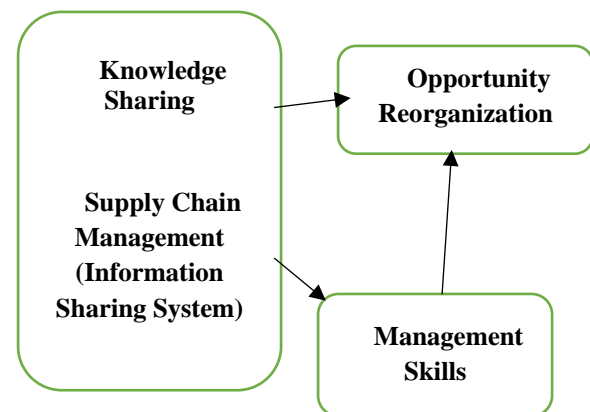 Knowledge
Sharing
Supply Chain
Management
(Information
Sharing System)
Opportunity
Reorganization
Management
Skills